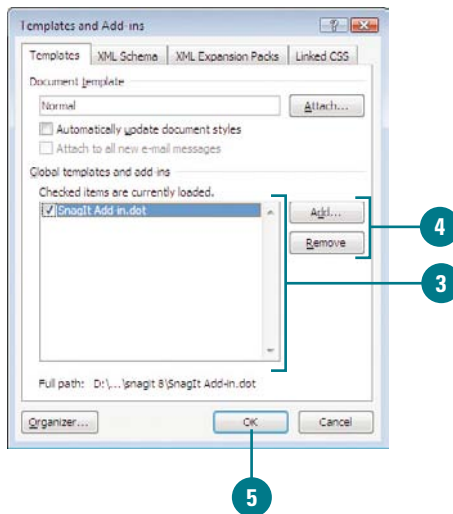 Templates and Add-ins
Templates XML Schema XML Expansion Packs Linked CSS
Document template
Normal Attach...
Automatically update document styles
Attach to all new e-mail messages
Global templates and add-ins
Checked items are currently loaded.
SnagIt Add-in.dot Add...
Remove
4
3
Full path: D:\...\snagit 8\SnagIt Add-in.dot
Organizer... OK Cancel
5